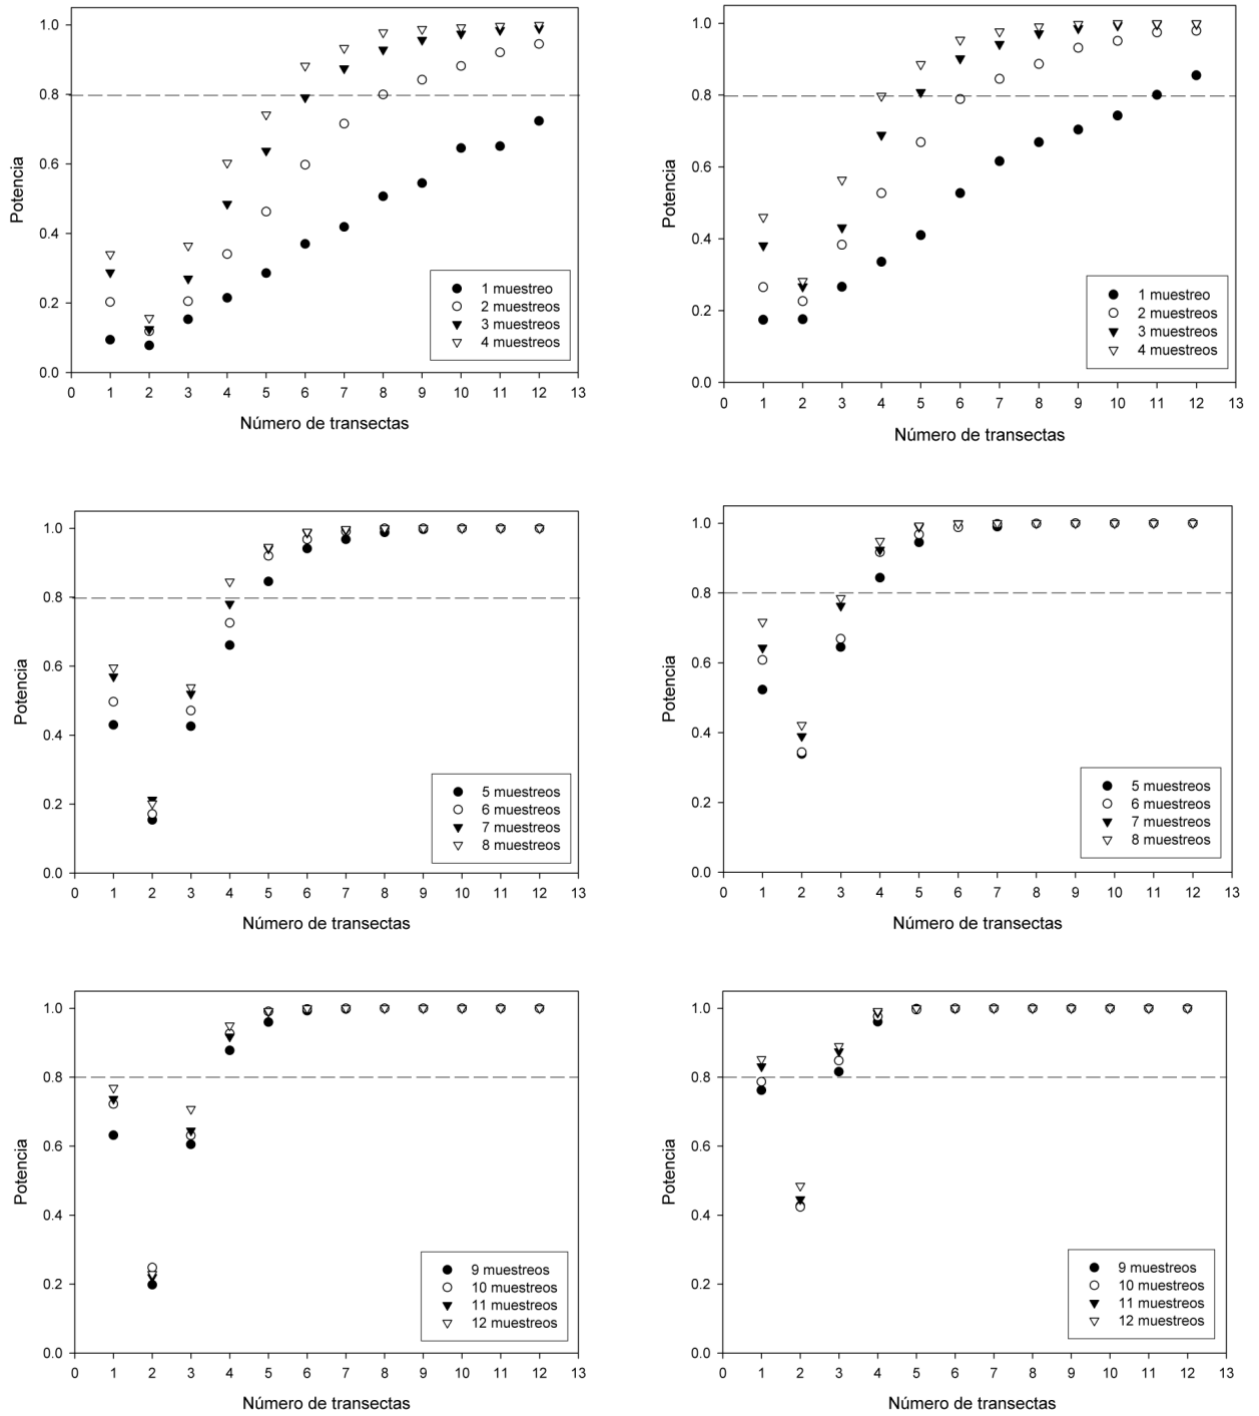 1.0
0.8
0.6
0.4
0.2
0.0
Potencia
0 1 2 3 4 5 6 7 8 9 10 11 12 13
Número de transectas
1 muestreo
2 muestreos
3 muestreos
4 muestreos
1.0
0.8
0.6
0.4
0.2
0.0
Potencia
0 1 2 3 4 5 6 7 8 9 10 11 12 13
Número de transectas
1 muestreo
2 muestreos
3 muestreos
4 muestreos
1.0
0.8
0.6
0.4
0.2
0.0
Potencia
0 1 2 3 4 5 6 7 8 9 10 11 12 13
Número de transectas
5 muestreos
6 muestreos
7 muestreos
8 muestreos
1.0
0.8
0.6
0.4
0.2
0.0
Potencia
0 1 2 3 4 5 6 7 8 9 10 11 12 13
Número de transectas
5 muestreos
6 muestreos
7 muestreos
8 muestreos
1.0
0.8
0.6
0.4
0.2
0.0
Potencia
0 1 2 3 4 5 6 7 8 9 10 11 12 13
Número de transectas
9 muestreos
10 muestreos
11 muestreos
12 muestreos
1.0
0.8
0.6
0.4
0.2
0.0
Potencia
0 1 2 3 4 5 6 7 8 9 10 11 12 13
Número de transectas
9 muestreos
10 muestreos
11 muestreos
12 muestreos